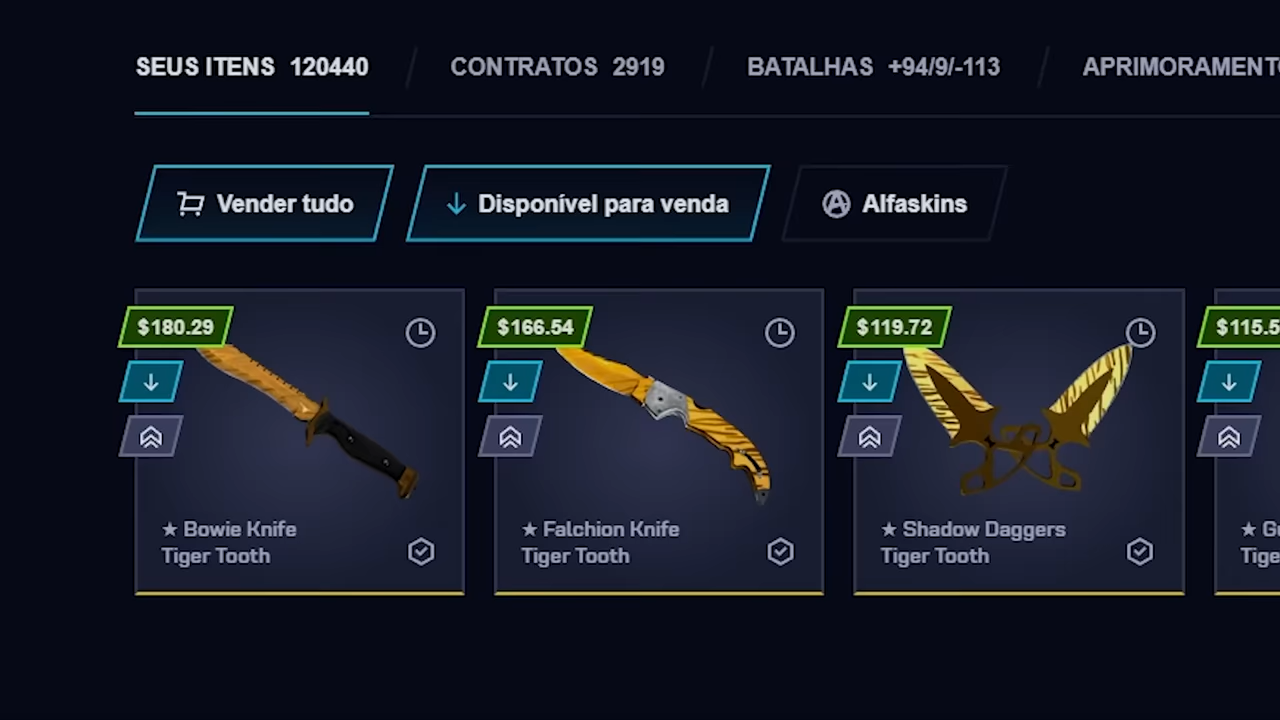 SEUS ITENS 120440
CONTRATOS 2919
BATALHAS +94/9/-113
Vender tudo
Disponível para venda
Alfaskins
$180.29
$166.54
$119.72
★ Bowie Knife
Tiger Tooth
★ Falchion Knife
Tiger Tooth
★ Shadow Daggers
Tiger Tooth